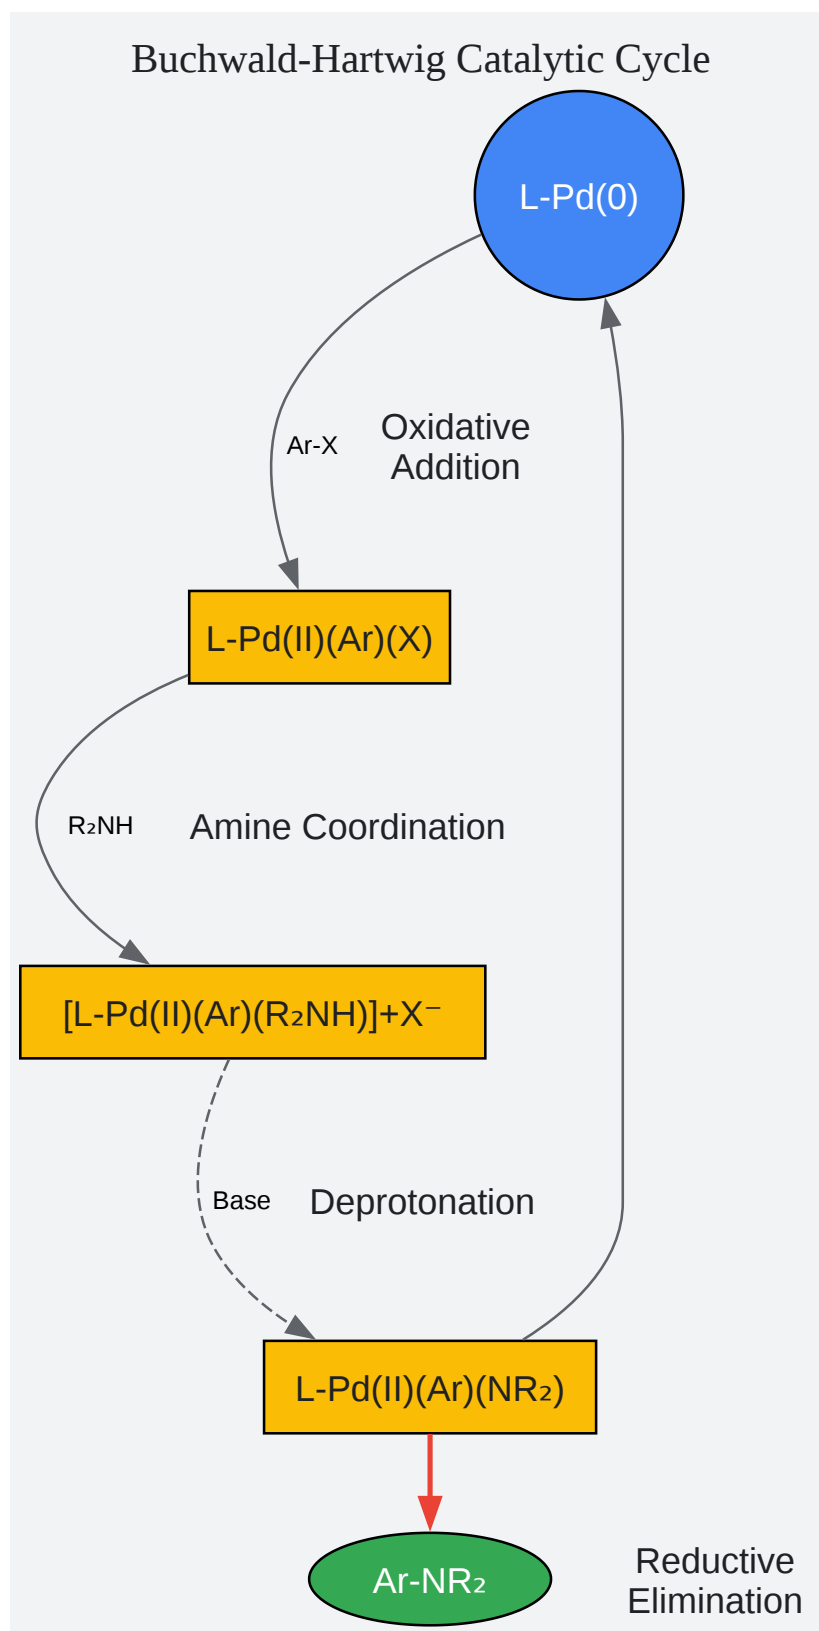 Buchwald-Hartwig Catalytic Cycle
L-Pd(0)
Ar-X
Oxidative
Addition
L-Pd(II)(Ar)(X)
R₂NH
Amine Coordination
[L-Pd(II)(Ar)(R₂NH)]+X⁻
Base
Deprotonation
L-Pd(II)(Ar)(NR₂)
Ar-NR₂
Reductive
Elimination